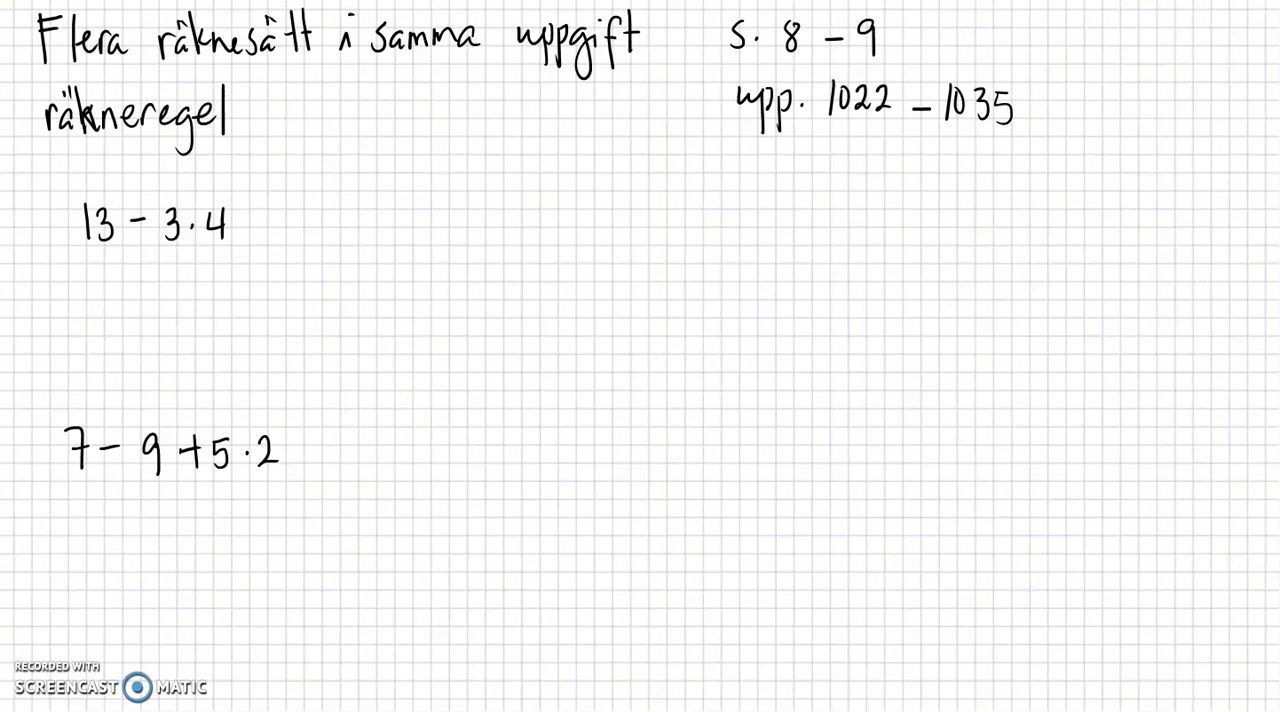 Flera räknesätt i samma uppgift
s. 8 - 9
räkneregel
upp. 1022 - 1035
13 - 3 · 4
7 - 9 + 5 · 2
RECORDED WITH
SCREENCAST MATIC